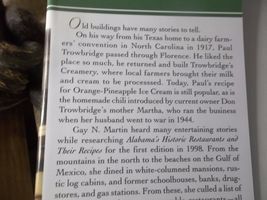 Old buildings have many stories to tell.
On his way from his Texas home to a dairy farm-
ers' convention in North Carolina in 1917, Paul
Trowbridge passed through Florence. He liked the
place so much, he returned and built Trowbridge's
Creamery, where local farmers brought their milk
and cream to be processed. Today, Paul's recipe
for Orange-Pineapple Ice Cream is still popular, as is
the homemade chili introduced by current owner Don
Trowbridge's mother Martha, who ran the business
when her husband went to war in 1944.
Gay N. Martin heard many entertaining stories
while researching Alabama's Historic Restaurants and
Their Recipes for the first edition in 1998. From the
mountains in the north to the beaches on the Gulf of
Mexico, she dined in white-columned mansions, rus-
tic log cabins, and former schoolhouses, banks, drug-
stores, and gas stations. From these, she culled a list of